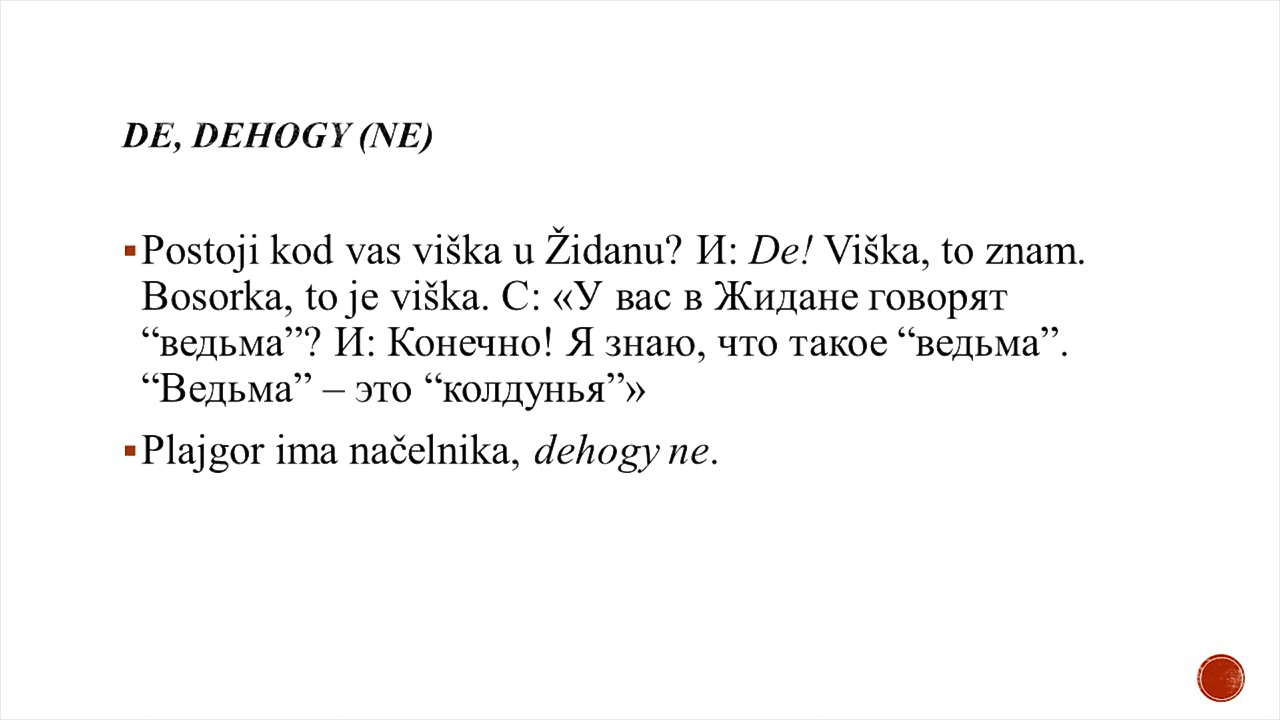 DE, DEHOGY (NE)
▪Postoji kod vas viška u Židanu? И: De! Viška, to znam.
Bosorka, to je viška. С: «У вас в Жидане говорят
“ведьма”? И: Конечно! Я знаю, что такое “ведьма”.
“Ведьма” – это “колдунья”»
▪Plajgor ima načelnika, dehogy ne.